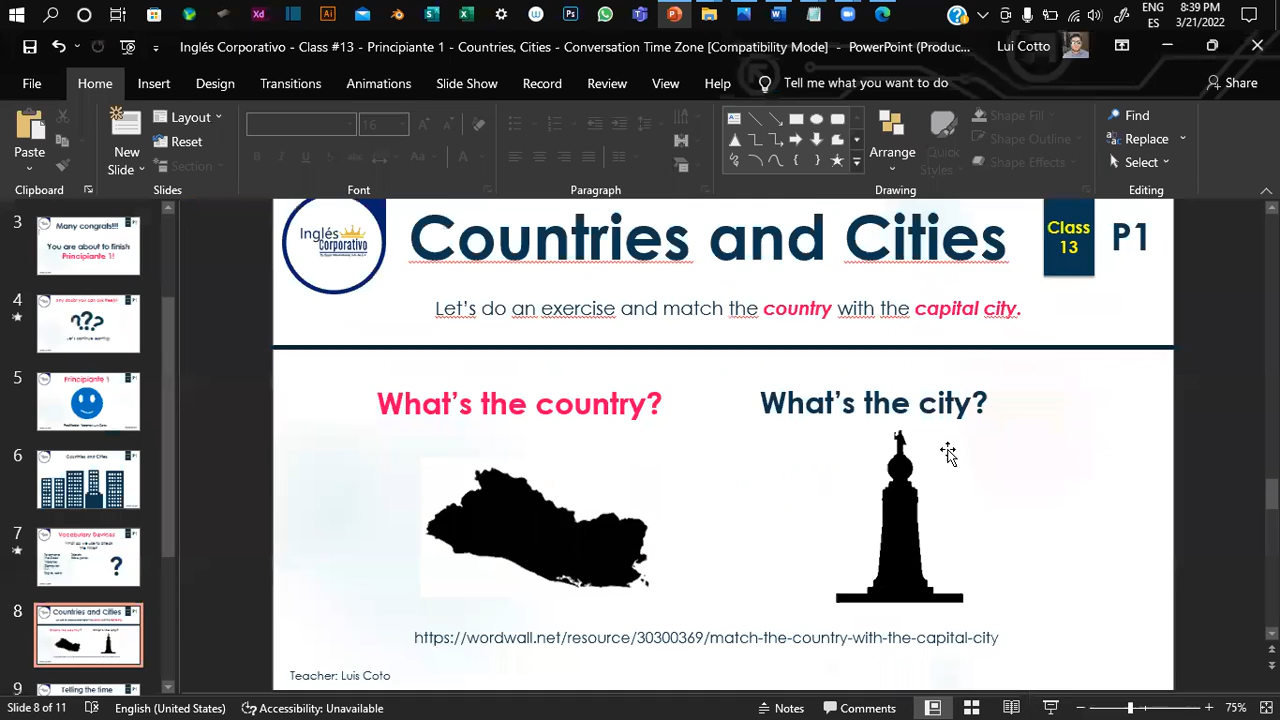 ENG
ES
8:39 PM
3/21/2022
Inglés Corporativo - Class #13 - Principiante 1 - Countries, Cities - Conversation Time Zone [Compatibility Mode] - PowerPoint (Produc...
Lui Cotto
File
Home
Insert
Design
Transitions
Animations
Slide Show
Record
Review
View
Help
Tell me what you want to do
Share
Paste
New
Slide
Layout
Reset
Section
16
Arrange
Quick
Styles
Shape Fill
Shape Outline
Shape Effects
Find
Replace
Select
Clipboard
Slides
Font
Paragraph
Drawing
Editing
3
Many congrats!!!
You are about to finish
Principiante 1!
4
5
Principiante 1
6
Countries and Cities
7
8
Countries and Cities
9
Telling the time
Inglés
Corporativo
Countries and Cities
Class
13
P1
Let's do an exercise and match the country with the capital city.
What's the country?
What's the city?
https://wordwall.net/resource/30300369/match-the-country-with-the-capital-city
Teacher: Luis Coto
Slide 8 of 11
English (United States)
Accessibility: Unavailable
Notes
Comments
75%